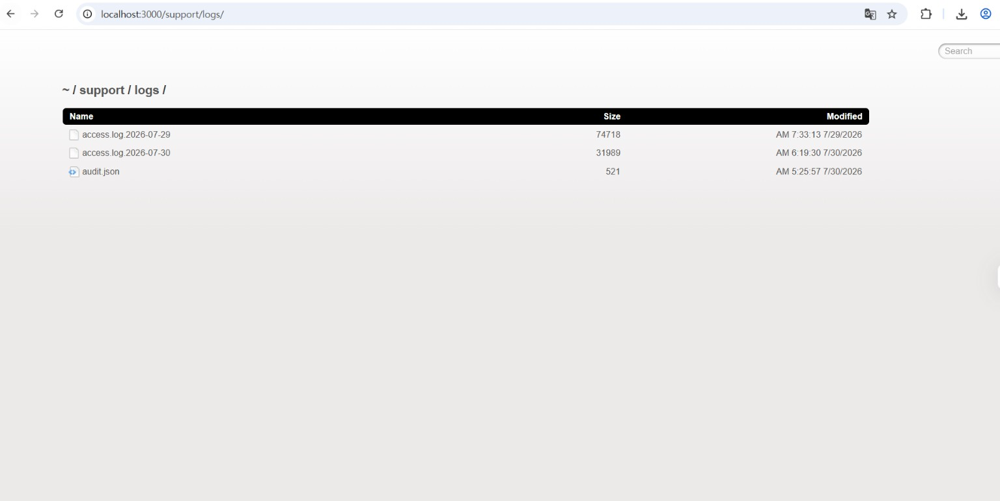 localhost:3000/support/logs/
Search
~ / support / logs /
Name Size Modified
access.log.2026-07-29 74718 AM 7:33:13 7/29/2026
access.log.2026-07-30 31989 AM 6:19:30 7/30/2026
audit.json 521 AM 5:25:57 7/30/2026